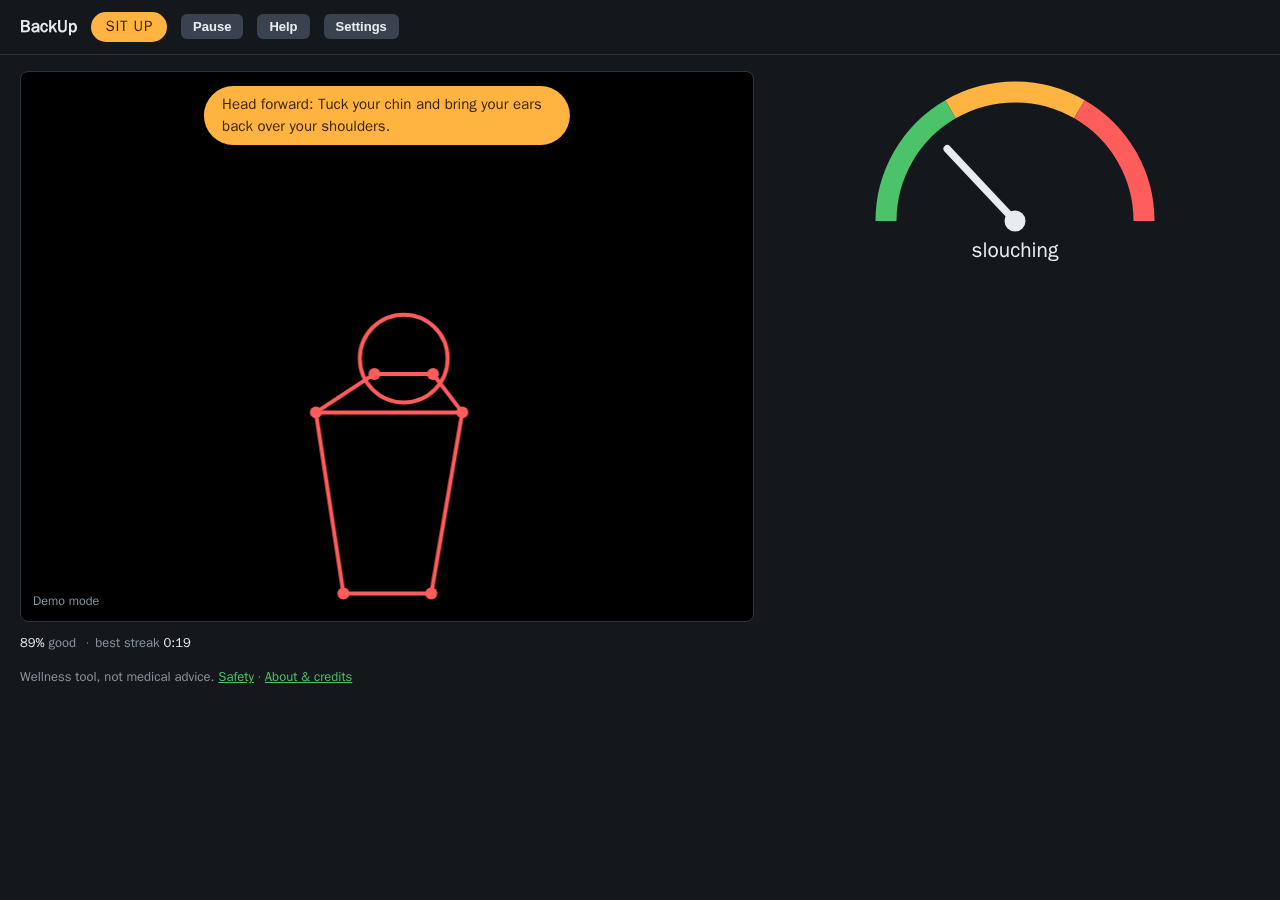 BackUp SIT UP Pause Help Settings
Head forward: Tuck your chin and bring your ears
back over your shoulders.
slouching
Demo mode
89% good · best streak 0:19
Wellness tool, not medical advice. Safety · About & credits